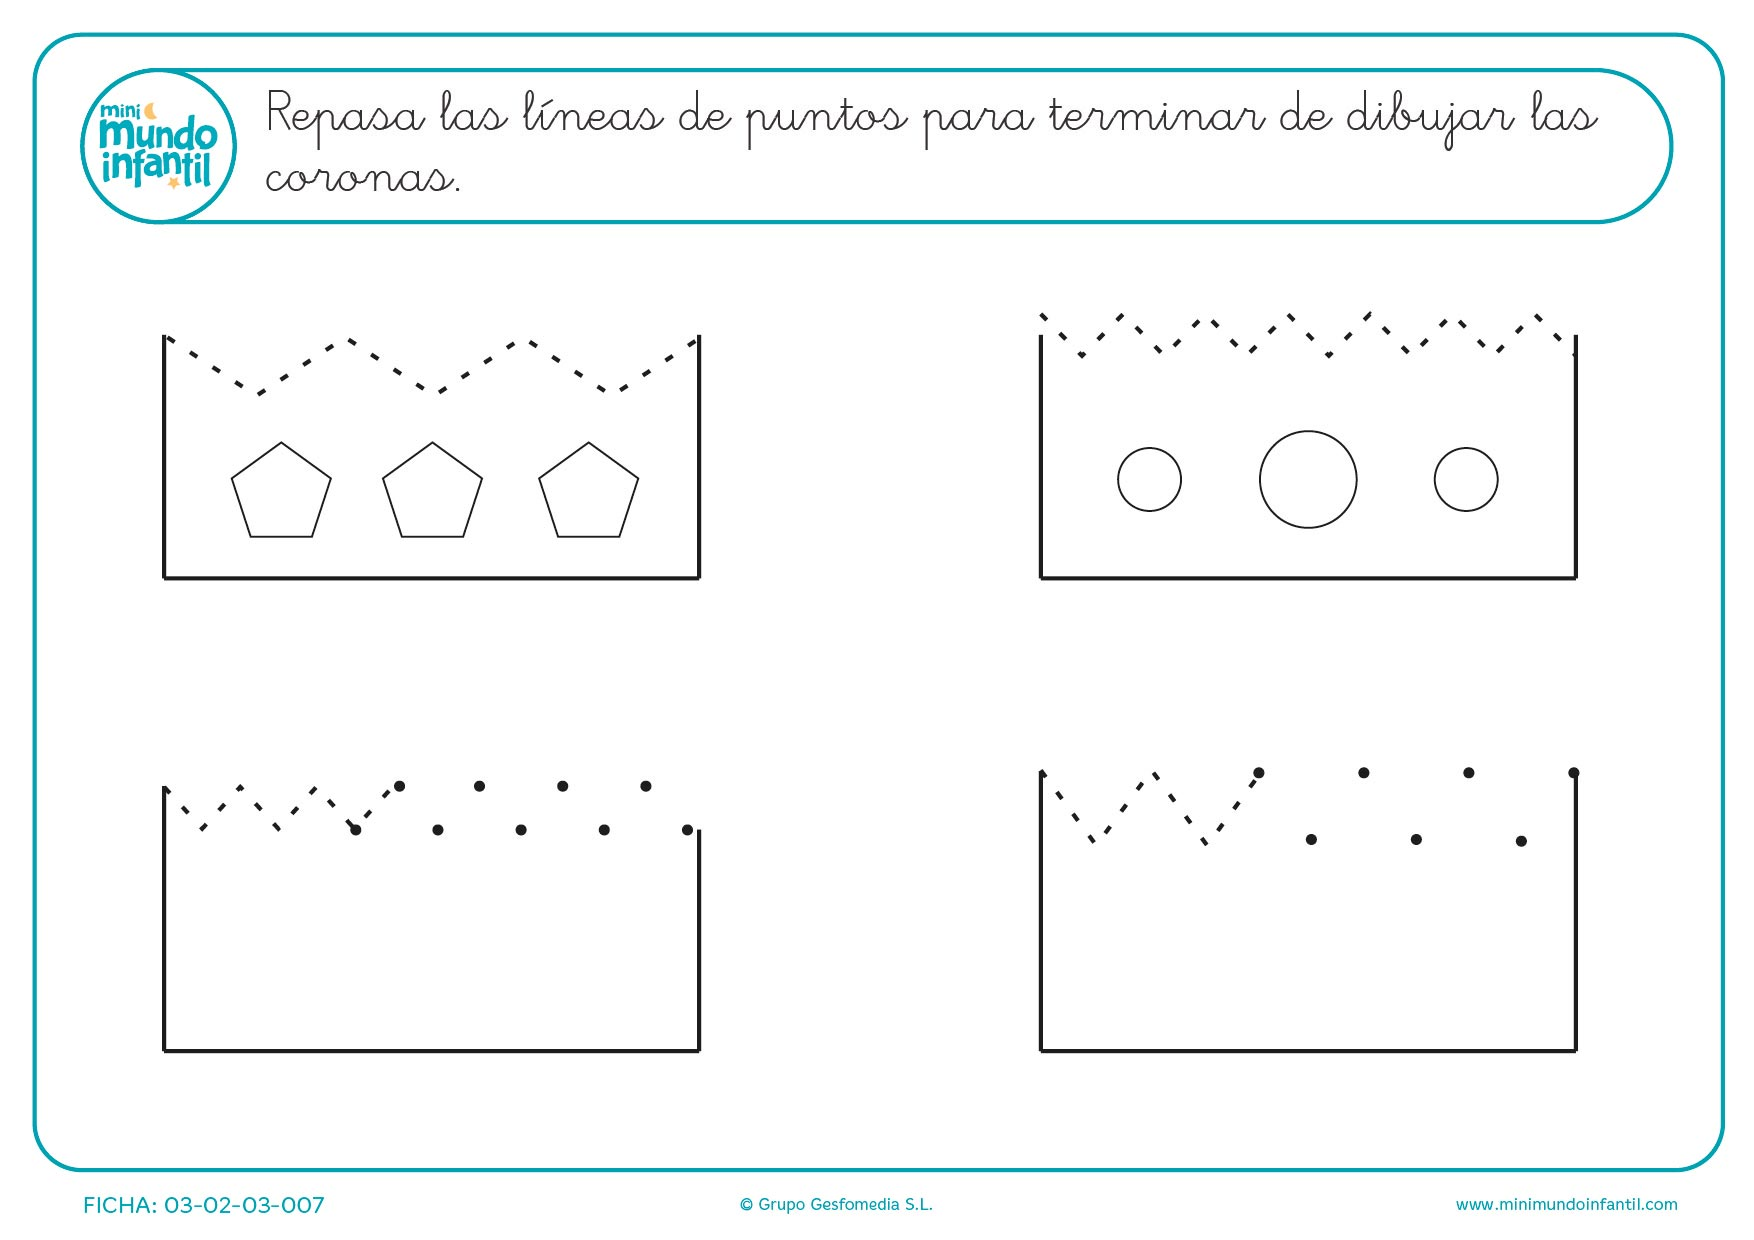 mini
mundo
infantil
Repasa las líneas de puntos para terminar de dibujar las
coronas.
FICHA: 03-02-03-007
© Grupo Gesfomedia S.L.
www.minimundoinfantil.com